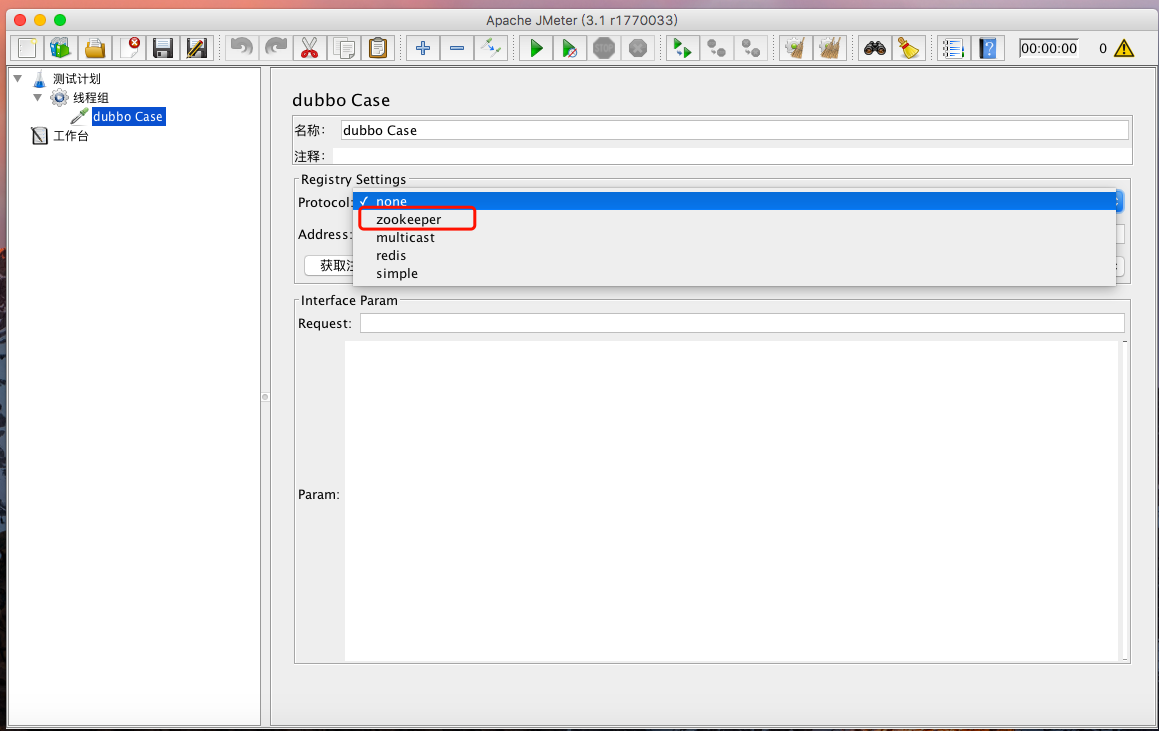 Apache JMeter (3.1 r1770033)
00:00:00 0
测试计划
线程组
dubbo Case
工作台
dubbo Case
名称： dubbo Case
注释：
Registry Settings
Protocol: ✓ none
zookeeper
Address: multicast
redis
获取 simple
Interface Param
Request:
Param: